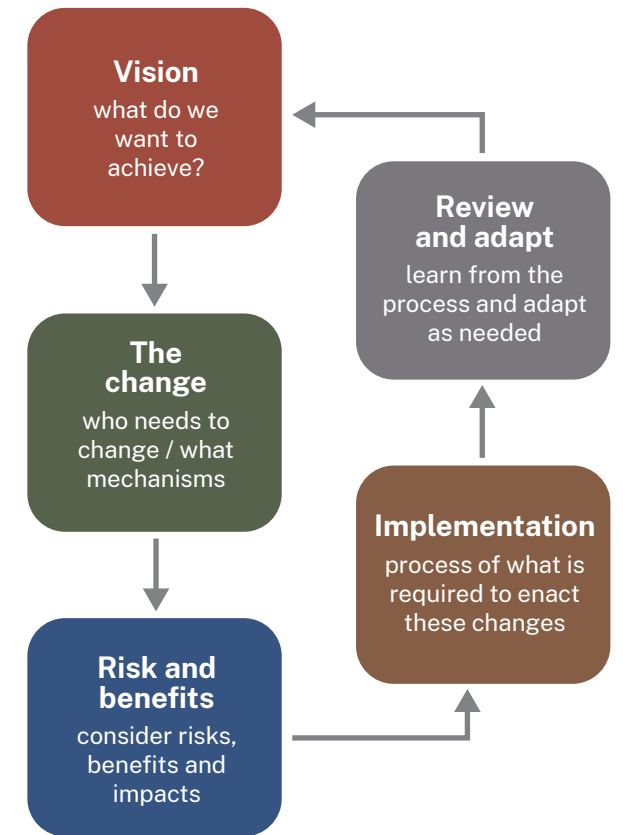 Vision
what do we
want to
achieve?
The
change
who needs to
change / what
mechanisms
Risk and
benefits
consider risks,
benefits and
impacts
Implementation
process of what is
required to enact
these changes
Review
and adapt
learn from the
process and adapt
as needed